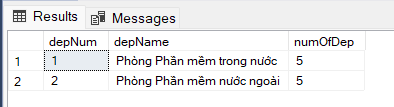 Results Messages
depNum depName numOfDep
1 1 Phòng Phần mềm trong nước 5
2 2 Phòng Phần mềm nước ngoài 5